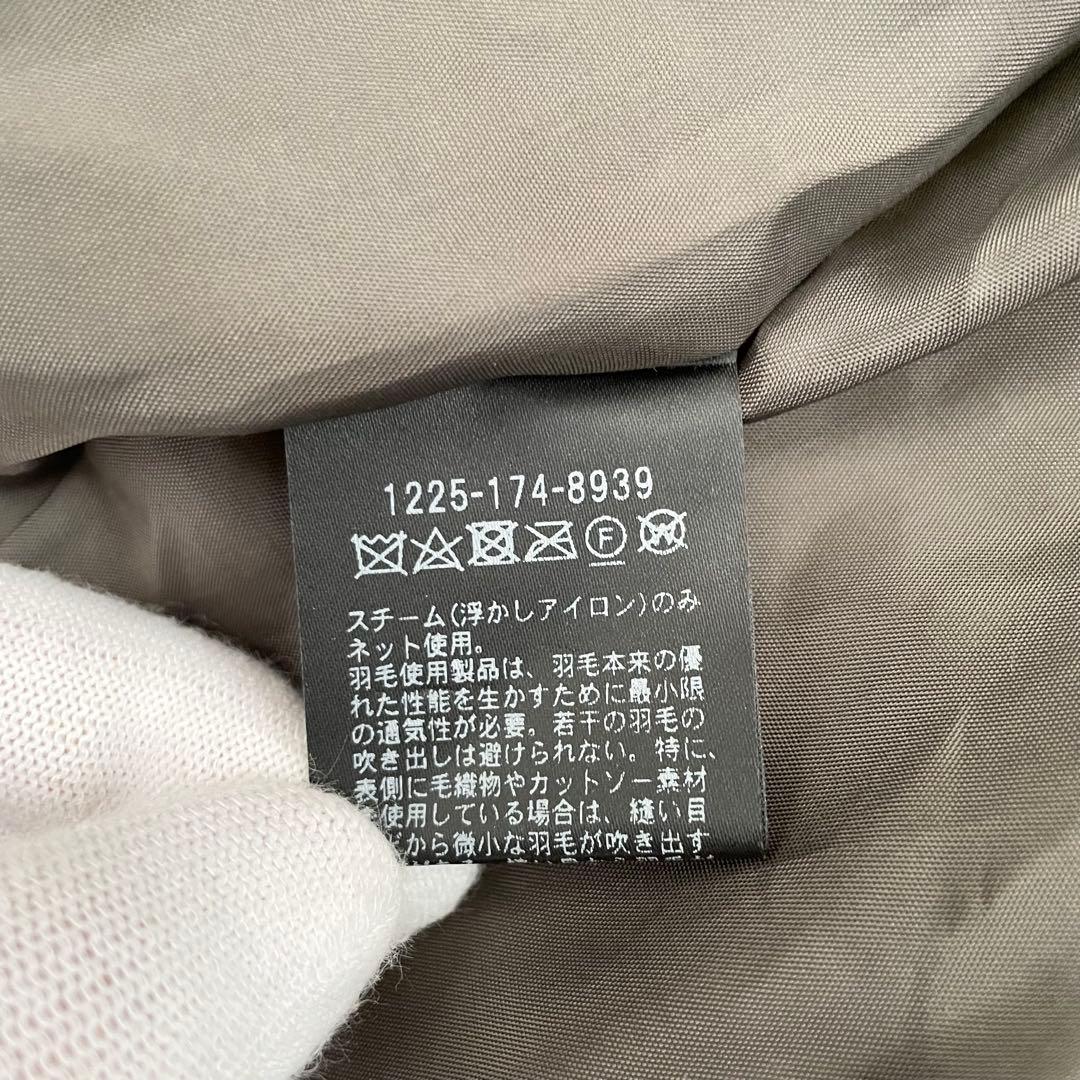 1225-174-8939
F W
スチーム(浮かしアイロン)のみ
ネット使用。
羽毛使用製品は、羽毛本来の優
れた性能を生かすために最小限
の通気性が必要。若干の羽毛の
吹き出しは避けられない。特に、
表側に毛織物やカットソー素材
使用している場合は、縫い目
から微小な羽毛が吹き出す